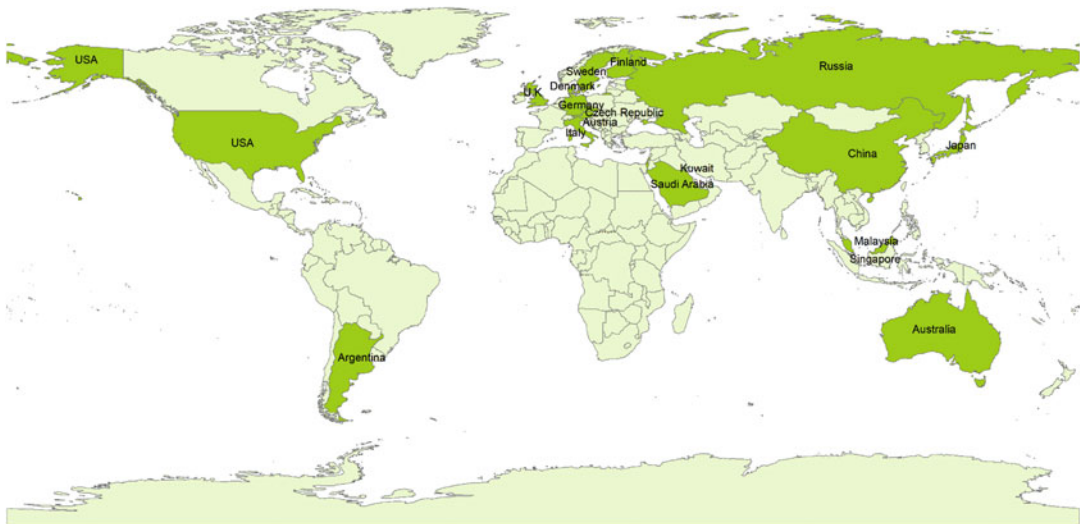 USA
Finland
Russia
Sweden
Denmark
U.K
Germany
Czech Republic
Austria
Italy
USA
Japan
China
Kuwait
Saudi Arabia
Malaysia
Singapore
Australia
Argentina